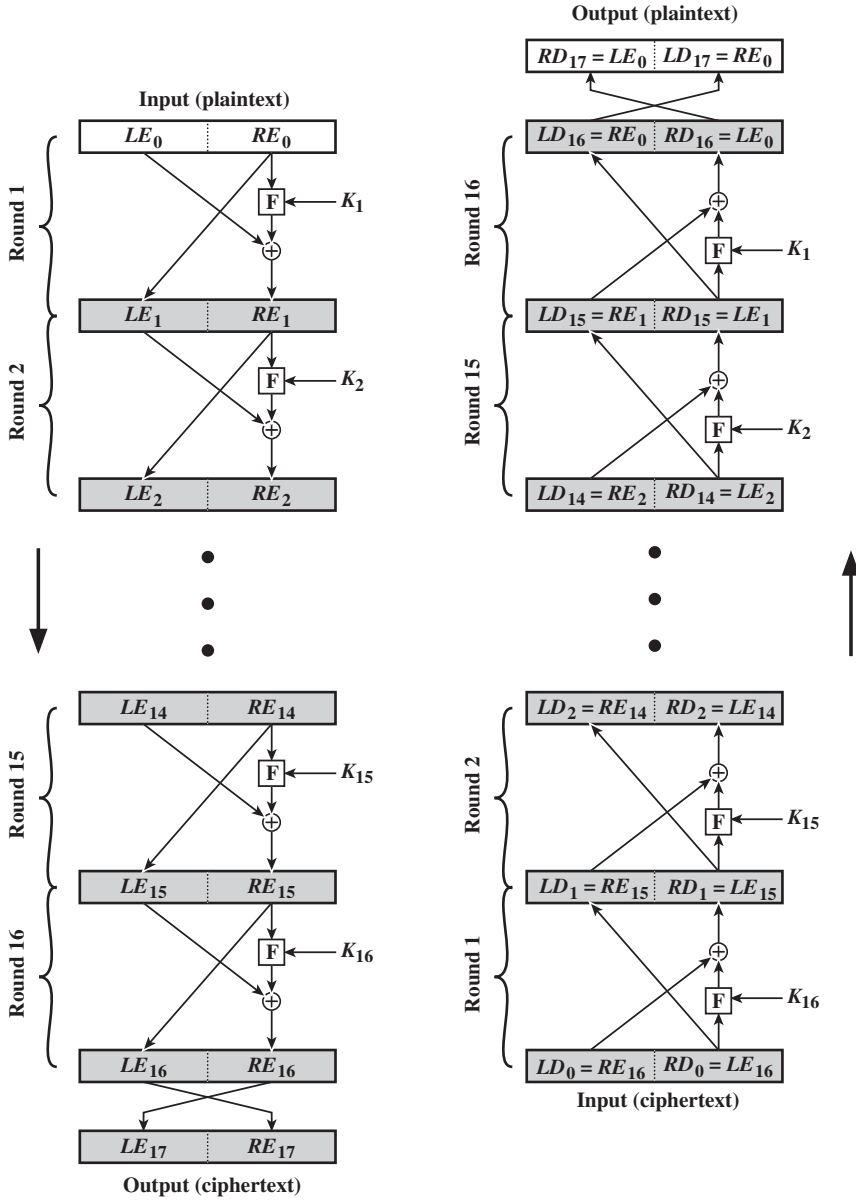 Input (plaintext)
LE₀ RE₀
Round 1
F K₁
+
LE₁ RE₁
Round 2
F K₂
+
LE₂ RE₂
LE₁₄ RE₁₄
Round 15
F K₁₅
+
LE₁₅ RE₁₅
Round 16
F K₁₆
+
LE₁₆ RE₁₆
LE₁₇ RE₁₇
Output (ciphertext)
Output (plaintext)
RD₁₇ = LE₀ LD₁₇ = RE₀
LD₁₆ = RE₀ RD₁₆ = LE₀
Round 16
+
F K₁
LD₁₅ = RE₁ RD₁₅ = LE₁
Round 15
+
F K₂
LD₁₄ = RE₂ RD₁₄ = LE₂
LD₂ = RE₁₄ RD₂ = LE₁₄
Round 2
+
F K₁₅
LD₁ = RE₁₅ RD₁ = LE₁₅
Round 1
+
F K₁₆
LD₀ = RE₁₆ RD₀ = LE₁₆
Input (ciphertext)